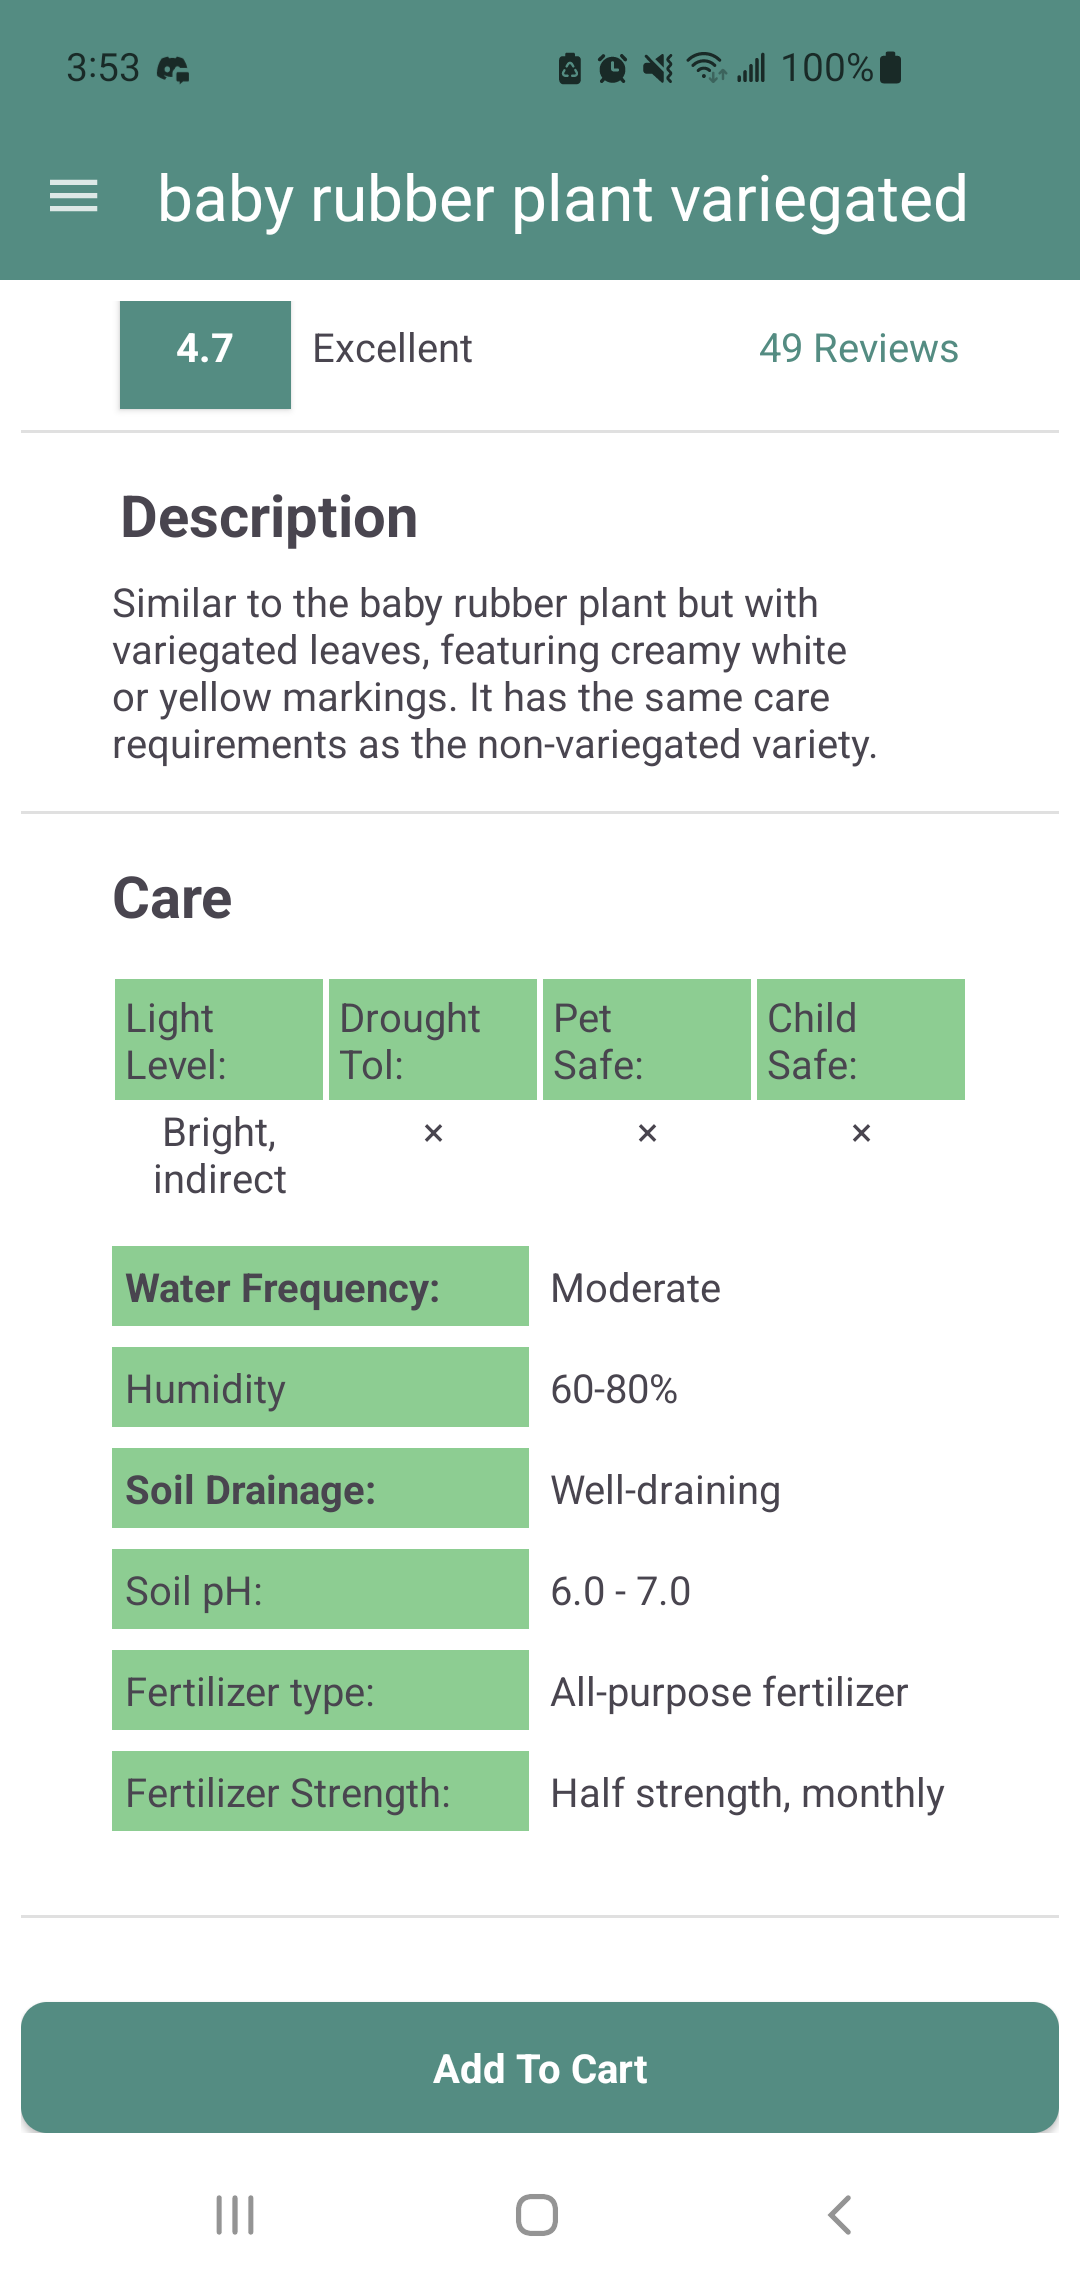 3:53
100%
baby rubber plant variegated
4.7 Excellent 49 Reviews
Description
Similar to the baby rubber plant but with
variegated leaves, featuring creamy white
or yellow markings. It has the same care
requirements as the non-variegated variety.
Care
Light Level:
Drought Tol:
Pet Safe:
Child Safe:
Bright, indirect
×
×
×
Water Frequency: Moderate
Humidity 60-80%
Soil Drainage: Well-draining
Soil pH: 6.0 - 7.0
Fertilizer type: All-purpose fertilizer
Fertilizer Strength: Half strength, monthly
Add To Cart